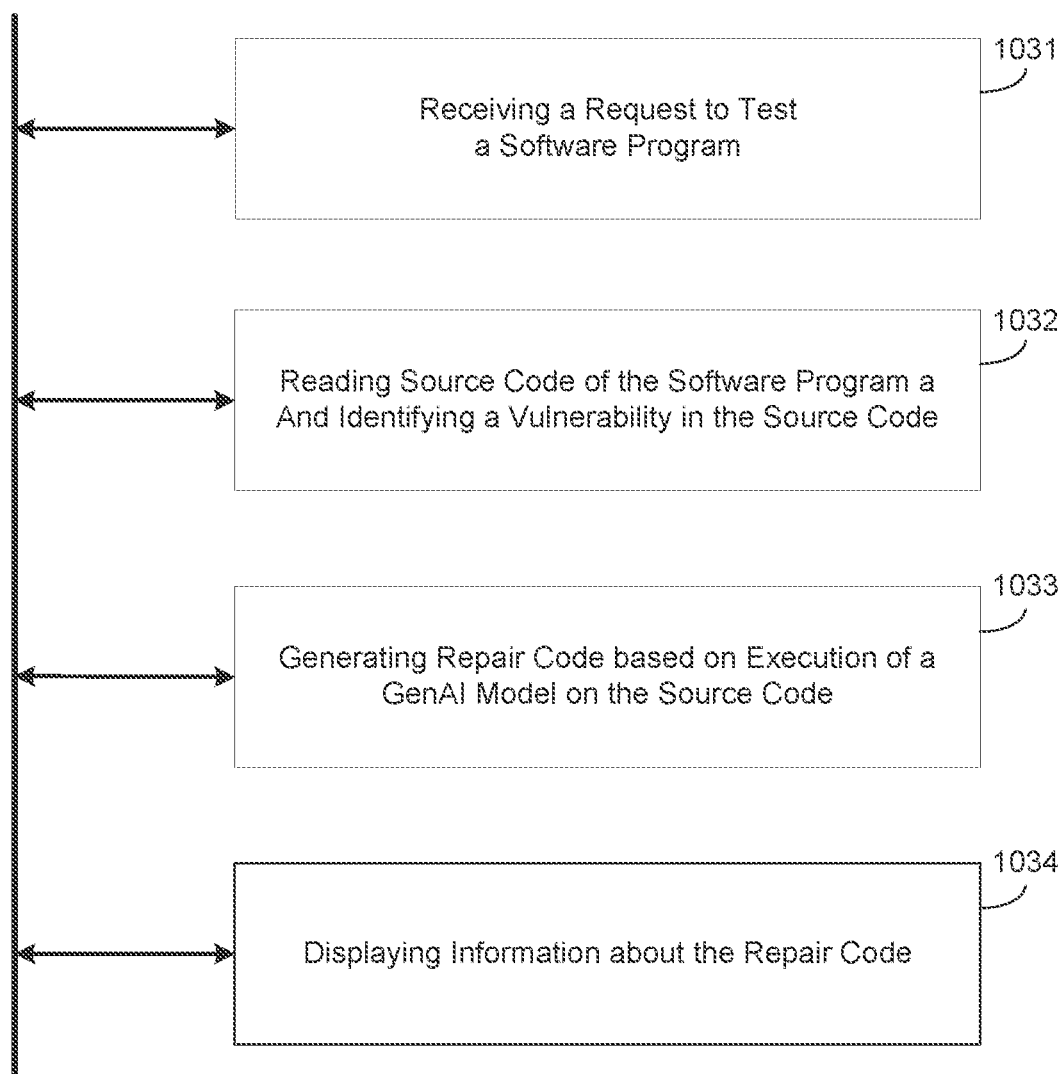 1031
Receiving a Request to Test
a Software Program
1032
Reading Source Code of the Software Program a
And Identifying a Vulnerability in the Source Code
1033
Generating Repair Code based on Execution of a
GenAI Model on the Source Code
1034
Displaying Information about the Repair Code